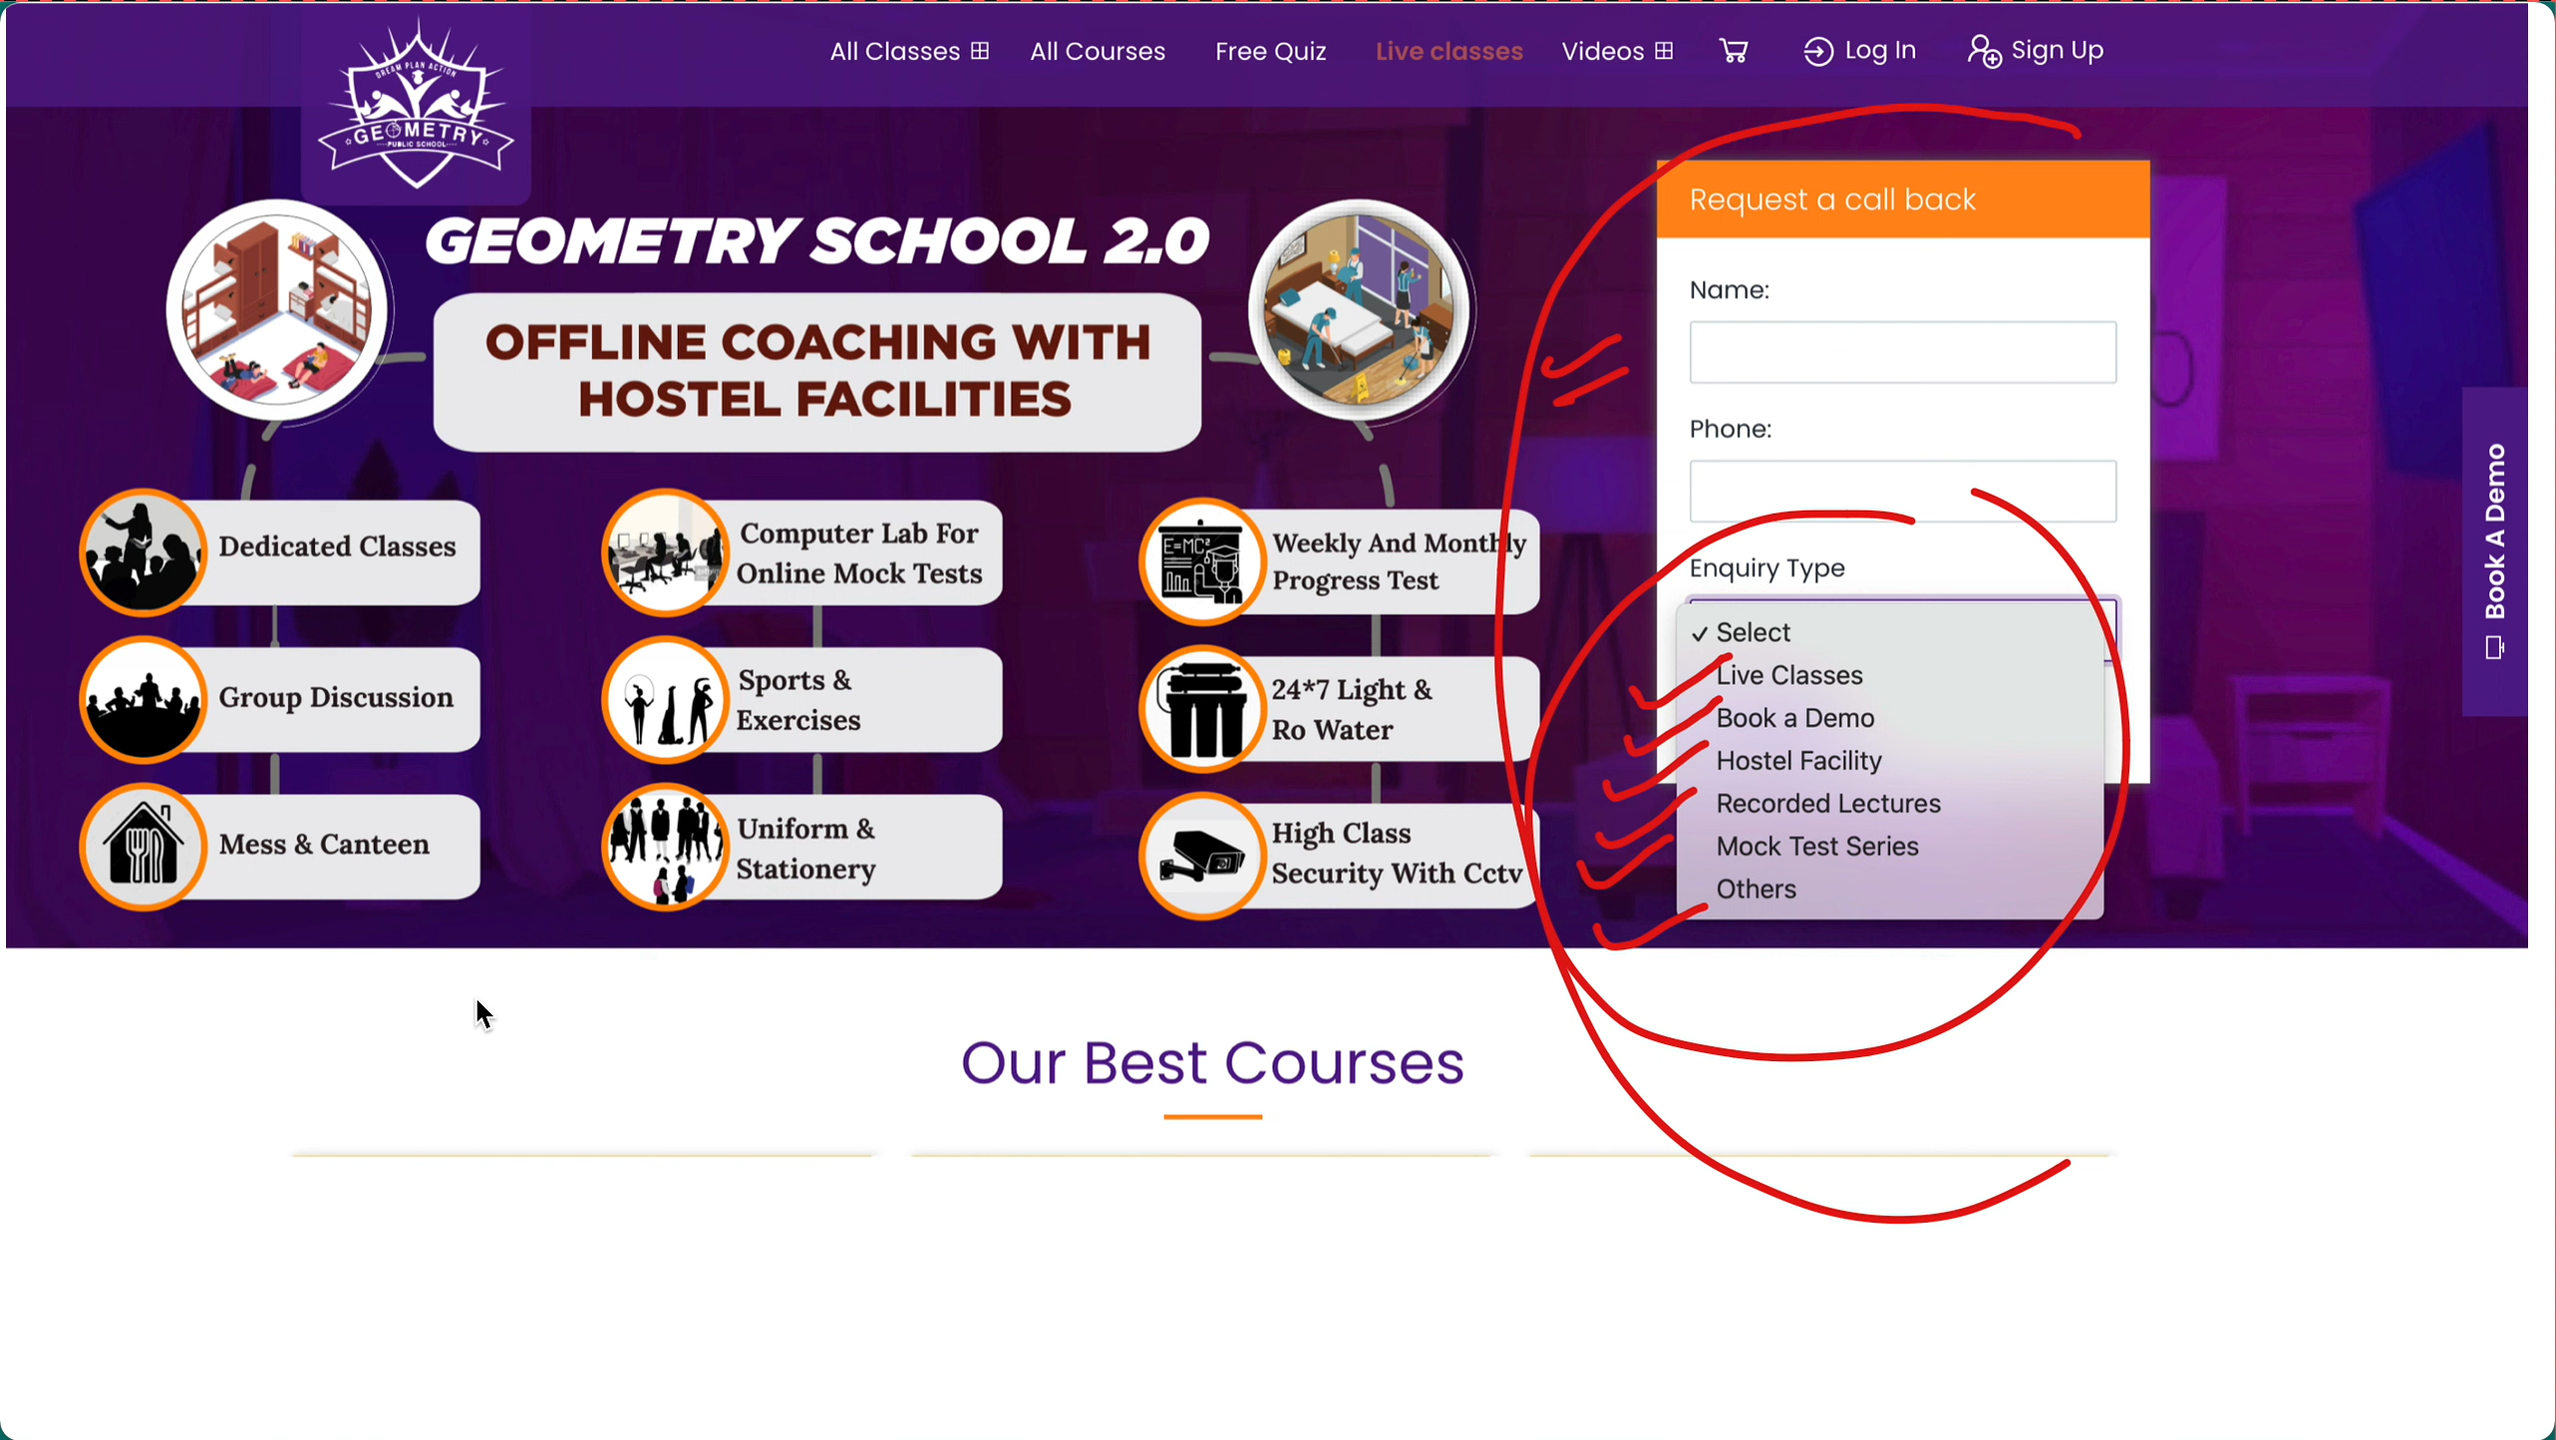 All Classes
All Courses
Free Quiz
Live classes
Videos
Log In
Sign Up
DREAM PLAN ACTION
GEOMETRY
PUBLIC SCHOOL
GEOMETRY SCHOOL 2.0
OFFLINE COACHING WITH
HOSTEL FACILITIES
Dedicated Classes
Group Discussion
Mess & Canteen
Computer Lab For
Online Mock Tests
Sports &
Exercises
Uniform &
Stationery
E=MC²
Weekly And Monthly
Progress Test
24*7 Light &
Ro Water
High Class
Security With Cctv
Request a call back
Name:
Phone:
Enquiry Type
✓ Select
Live Classes
Book a Demo
Hostel Facility
Recorded Lectures
Mock Test Series
Others
Book A Demo
Our Best Courses